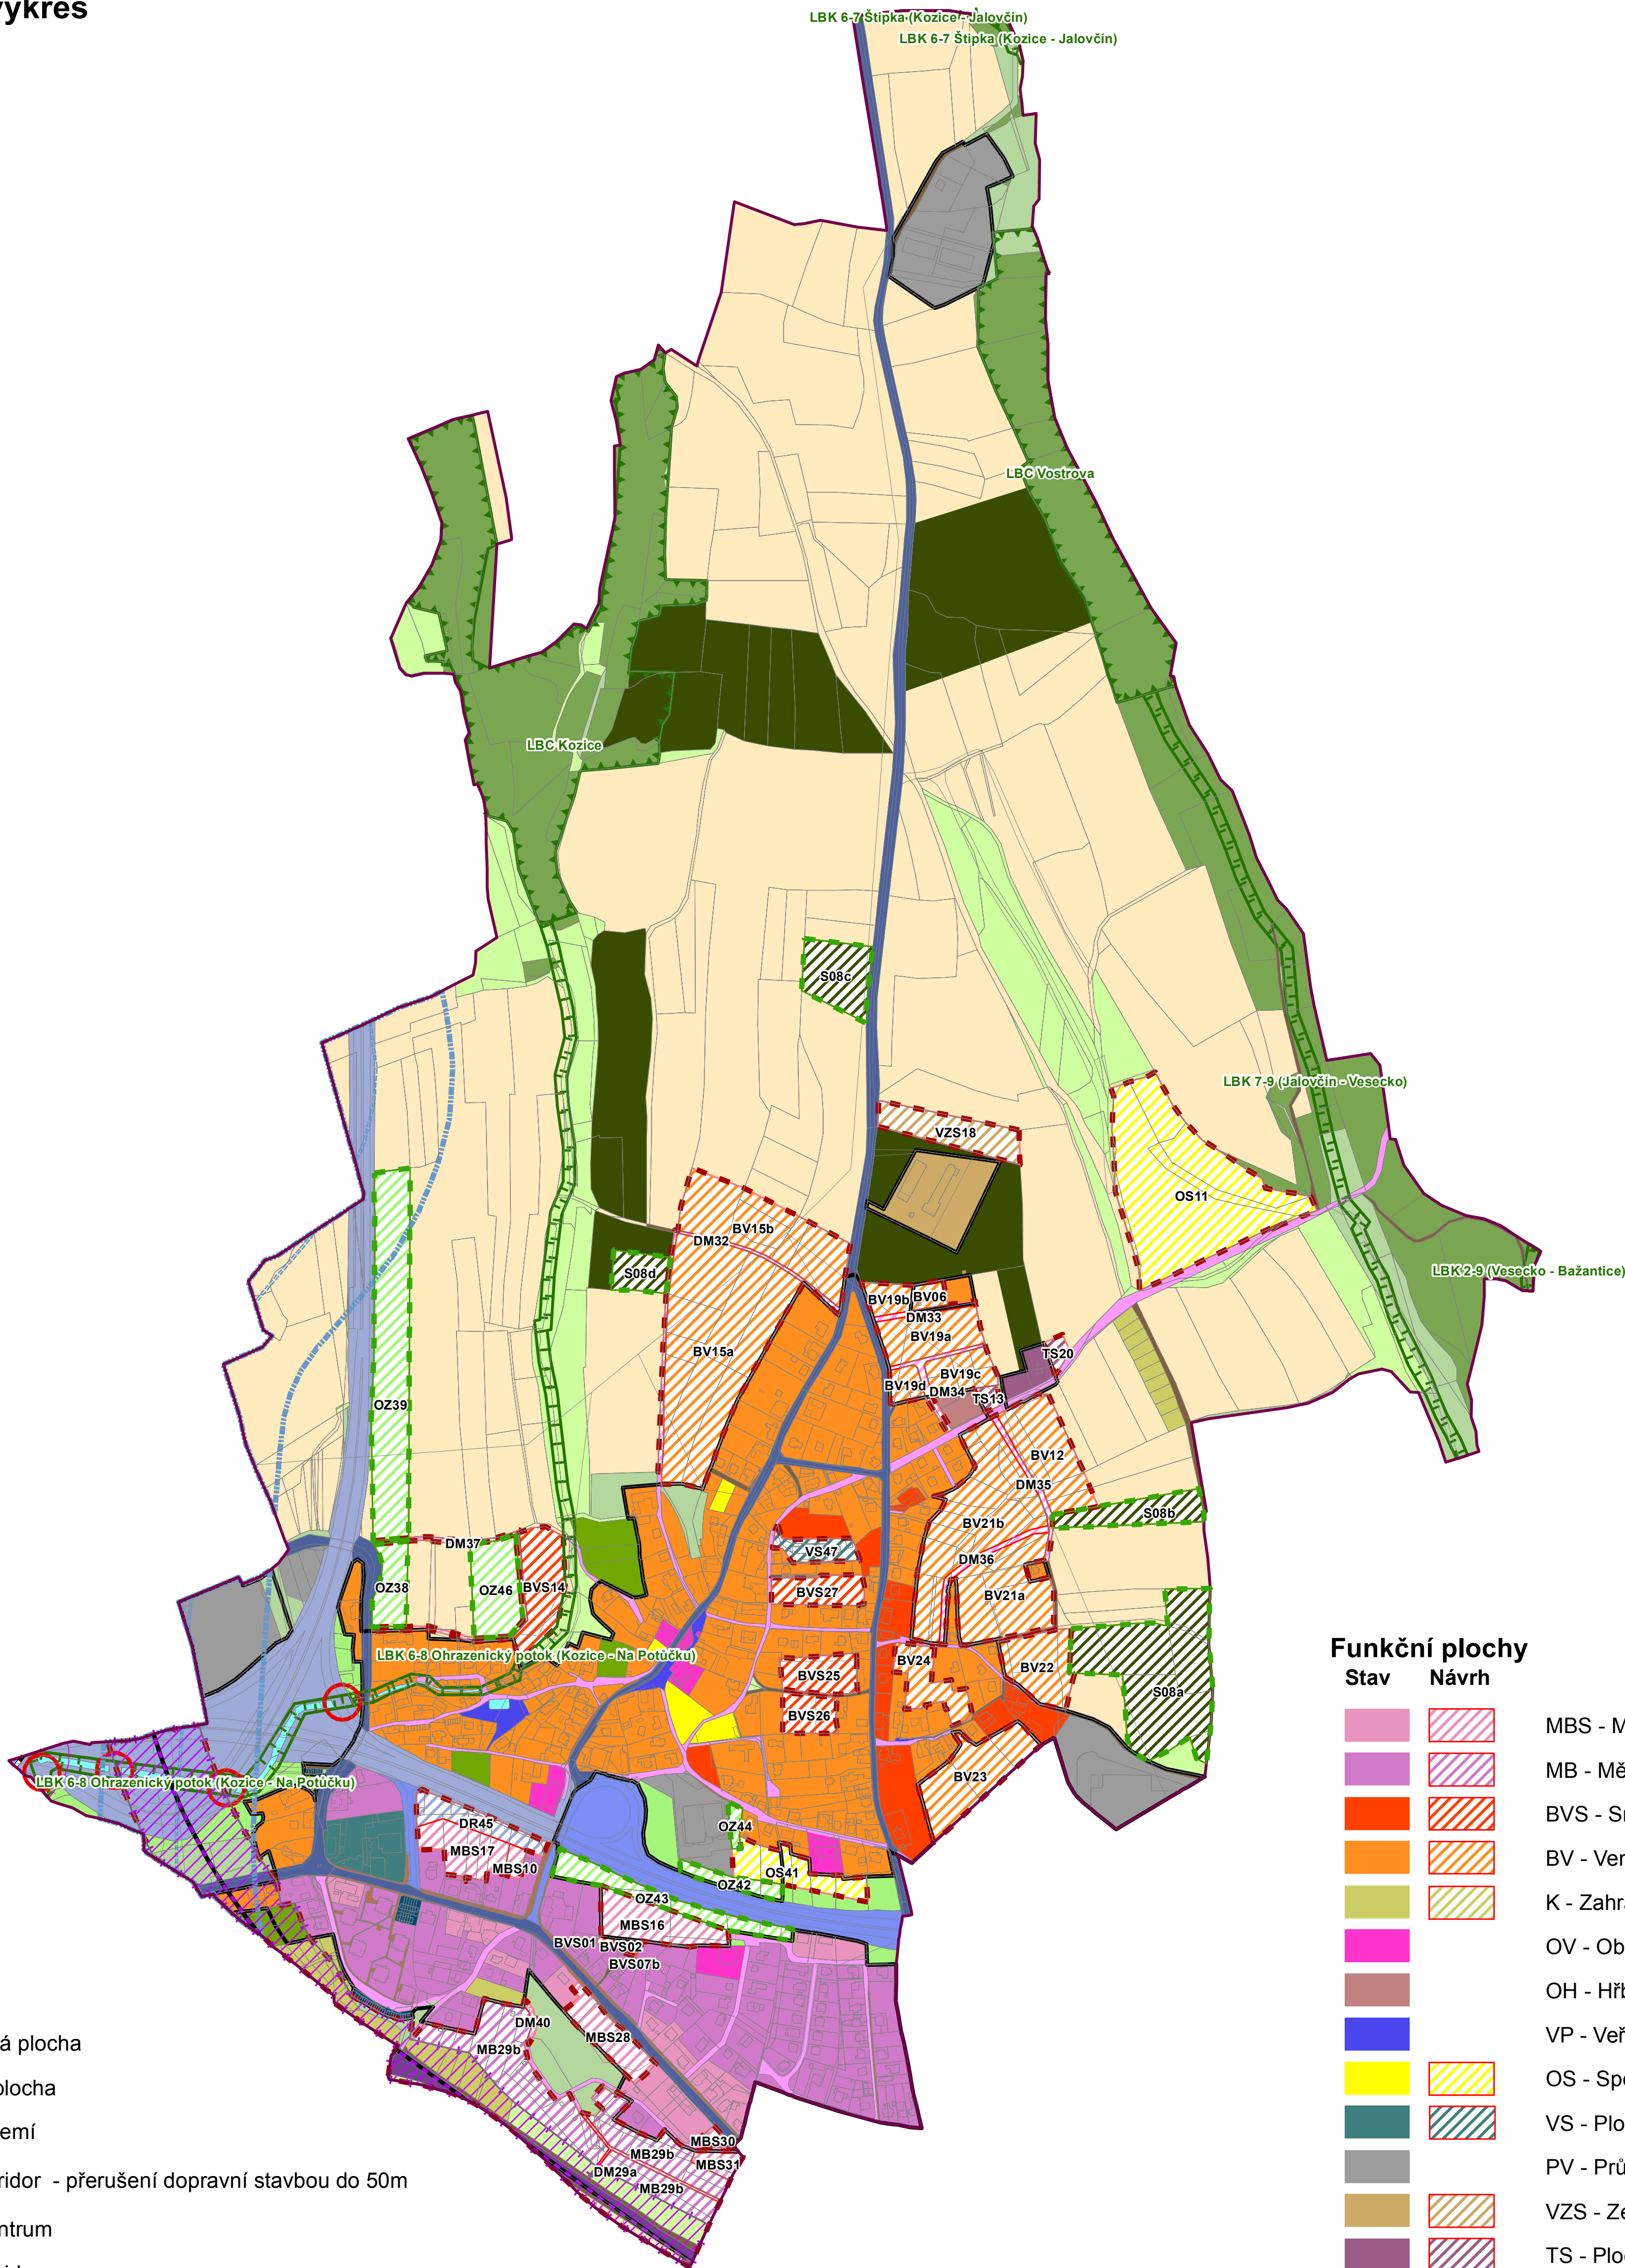 výkres
LBK 6-7 Štipka (Kozice - Jalovčín)
LBK 6-7 Štipka (Kozice - Jalovčín)
LBC Vostrova
LBC Kozice
S08c
LBK 7-9 (Jalovčín - Vesecko)
VZS18
OS11
BV15b
DM32
S08d
LBK 2-9 (Vesecko - Bažantice)
BV19b
BV06
DM33
BV19a
BV15a
TS20
BV19c
BV19d
DM34
TS13
OZ39
BV12
DM35
S08b
BV21b
DM37
VS47
DM36
OZ38
OZ46
BVS14
BVS27
BV21a
LBK 6-8 Ohrazenický potok (Kozice - Na Potůčku)
BV24
BV22
BVS25
S08a
BVS26
BV23
LBK 6-8 Ohrazenický potok (Kozice - Na Potůčku)
DR45
OZ44
MBS17
MBS10
OS41
OZ42
OZ43
MBS16
BVS01
BVS02
BVS07b
DM40
MBS28
MB29b
MBS30
MB29b
MBS31
DM29a
MB29b
Funkční plochy
Stav
Návrh
MBS - M
MB - Mě
BVS - Sm
BV - Ven
K - Zahra
OV - Ob
OH - Hřb
VP - Veř
OS - Spo
VS - Plo
PV - Prů
VZS - Ze
TS - Plo
á plocha
plocha
emí
ridor - přerušení dopravní stavbou do 50m
ntrum